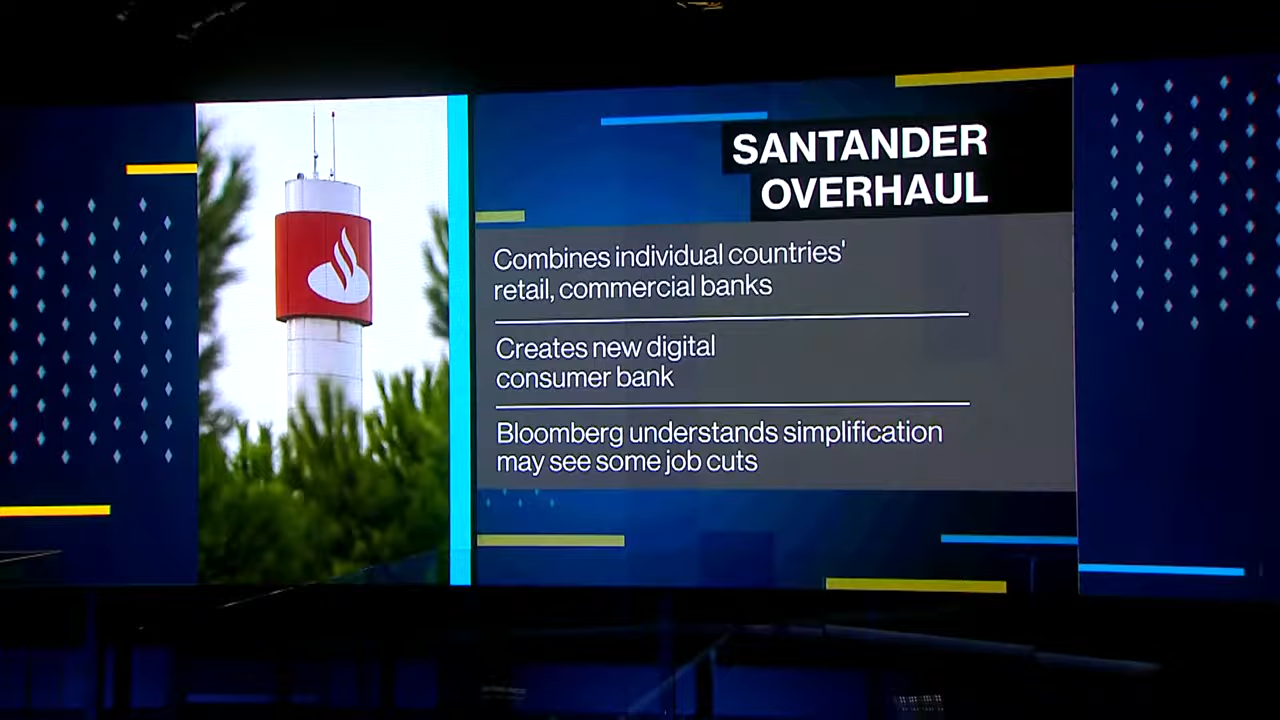 SANTANDER
OVERHAUL
Combines individual countries'
retail, commercial banks
Creates new digital
consumer bank
Bloomberg understands simplification
may see some job cuts